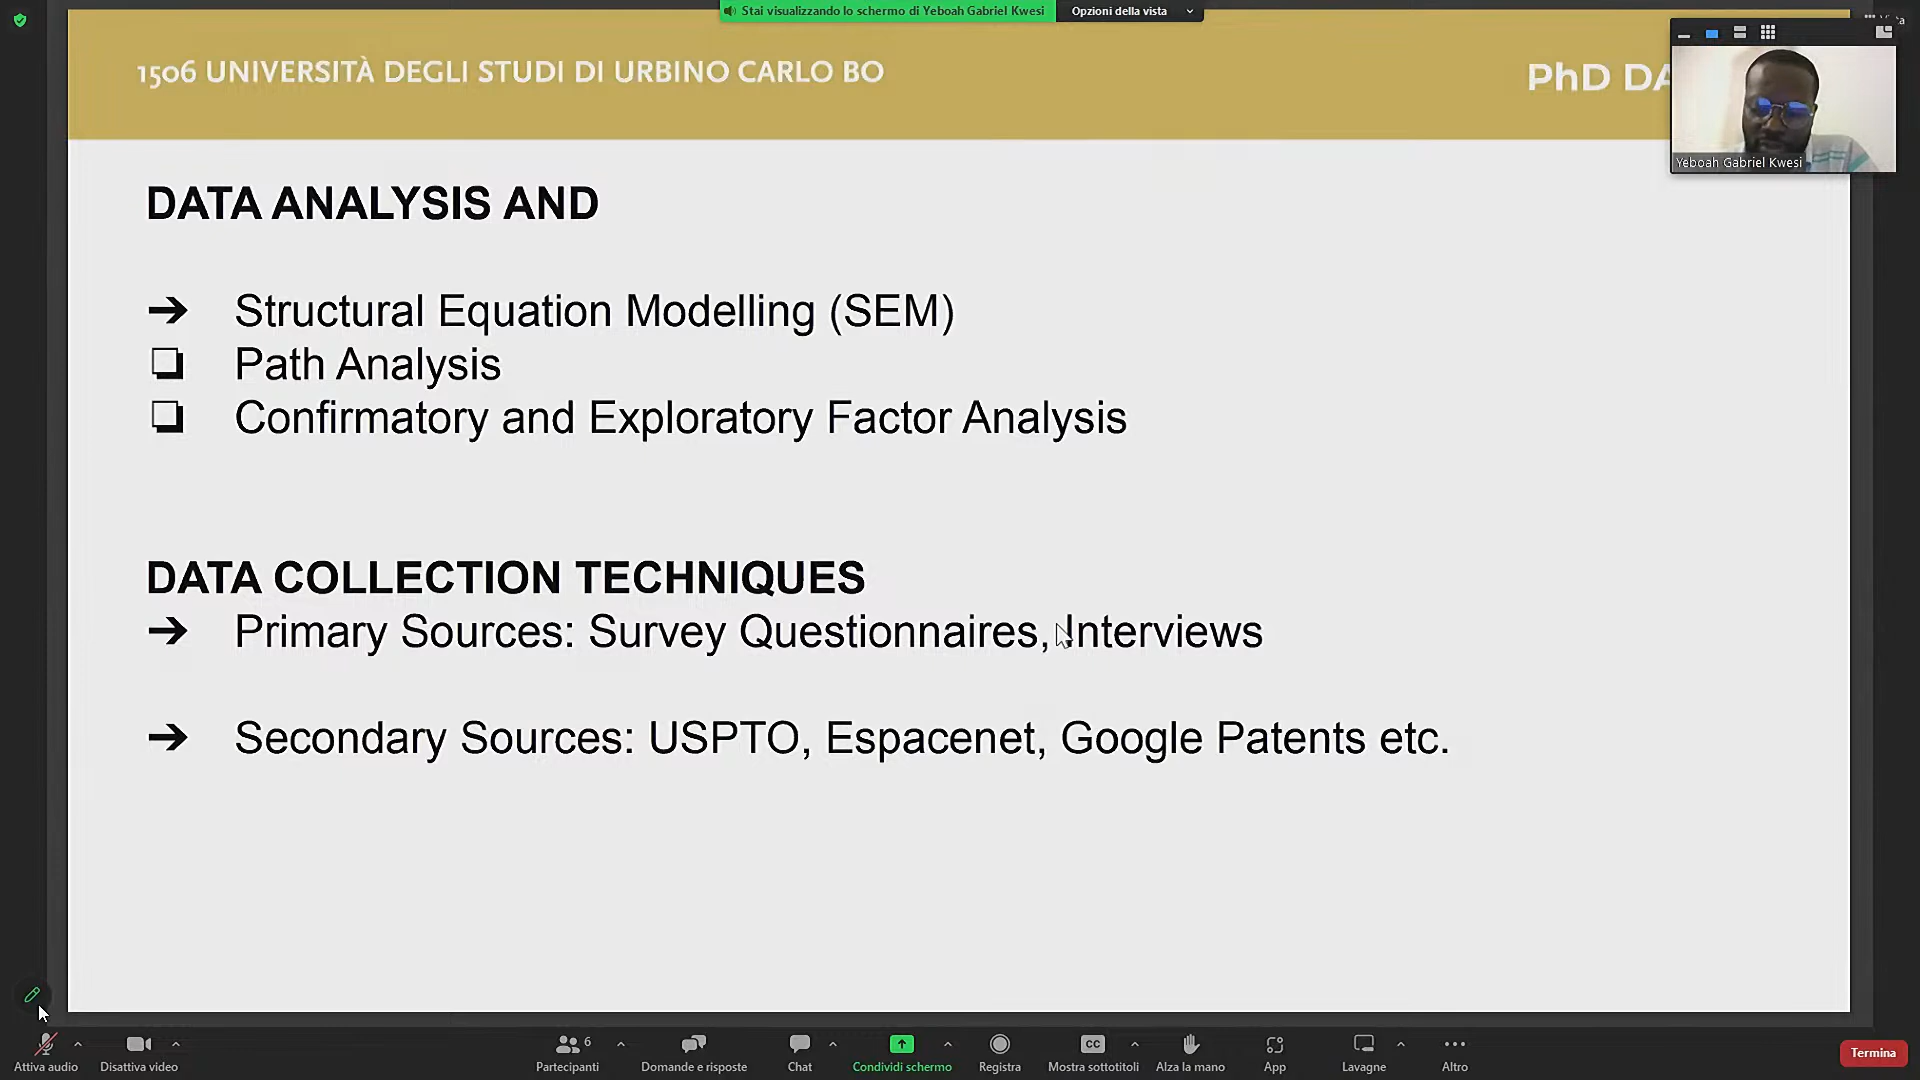 Stai visualizzando lo schermo di Yeboah Gabriel Kwesi
Opzioni della vista
1506 UNIVERSITÀ DEGLI STUDI DI URBINO CARLO BO
PhD DA
Yeboah Gabriel Kwesi
DATA ANALYSIS AND
➔ Structural Equation Modelling (SEM)
❏ Path Analysis
❏ Confirmatory and Exploratory Factor Analysis
DATA COLLECTION TECHNIQUES
➔ Primary Sources: Survey Questionnaires, Interviews
➔ Secondary Sources: USPTO, Espacenet, Google Patents etc.
Attiva audio
Disattiva video
6
Partecipanti
Domande e risposte
Chat
Condividi schermo
Registra
CC
Mostra sottotitoli
Alza la mano
App
Lavagne
Altro
Termina